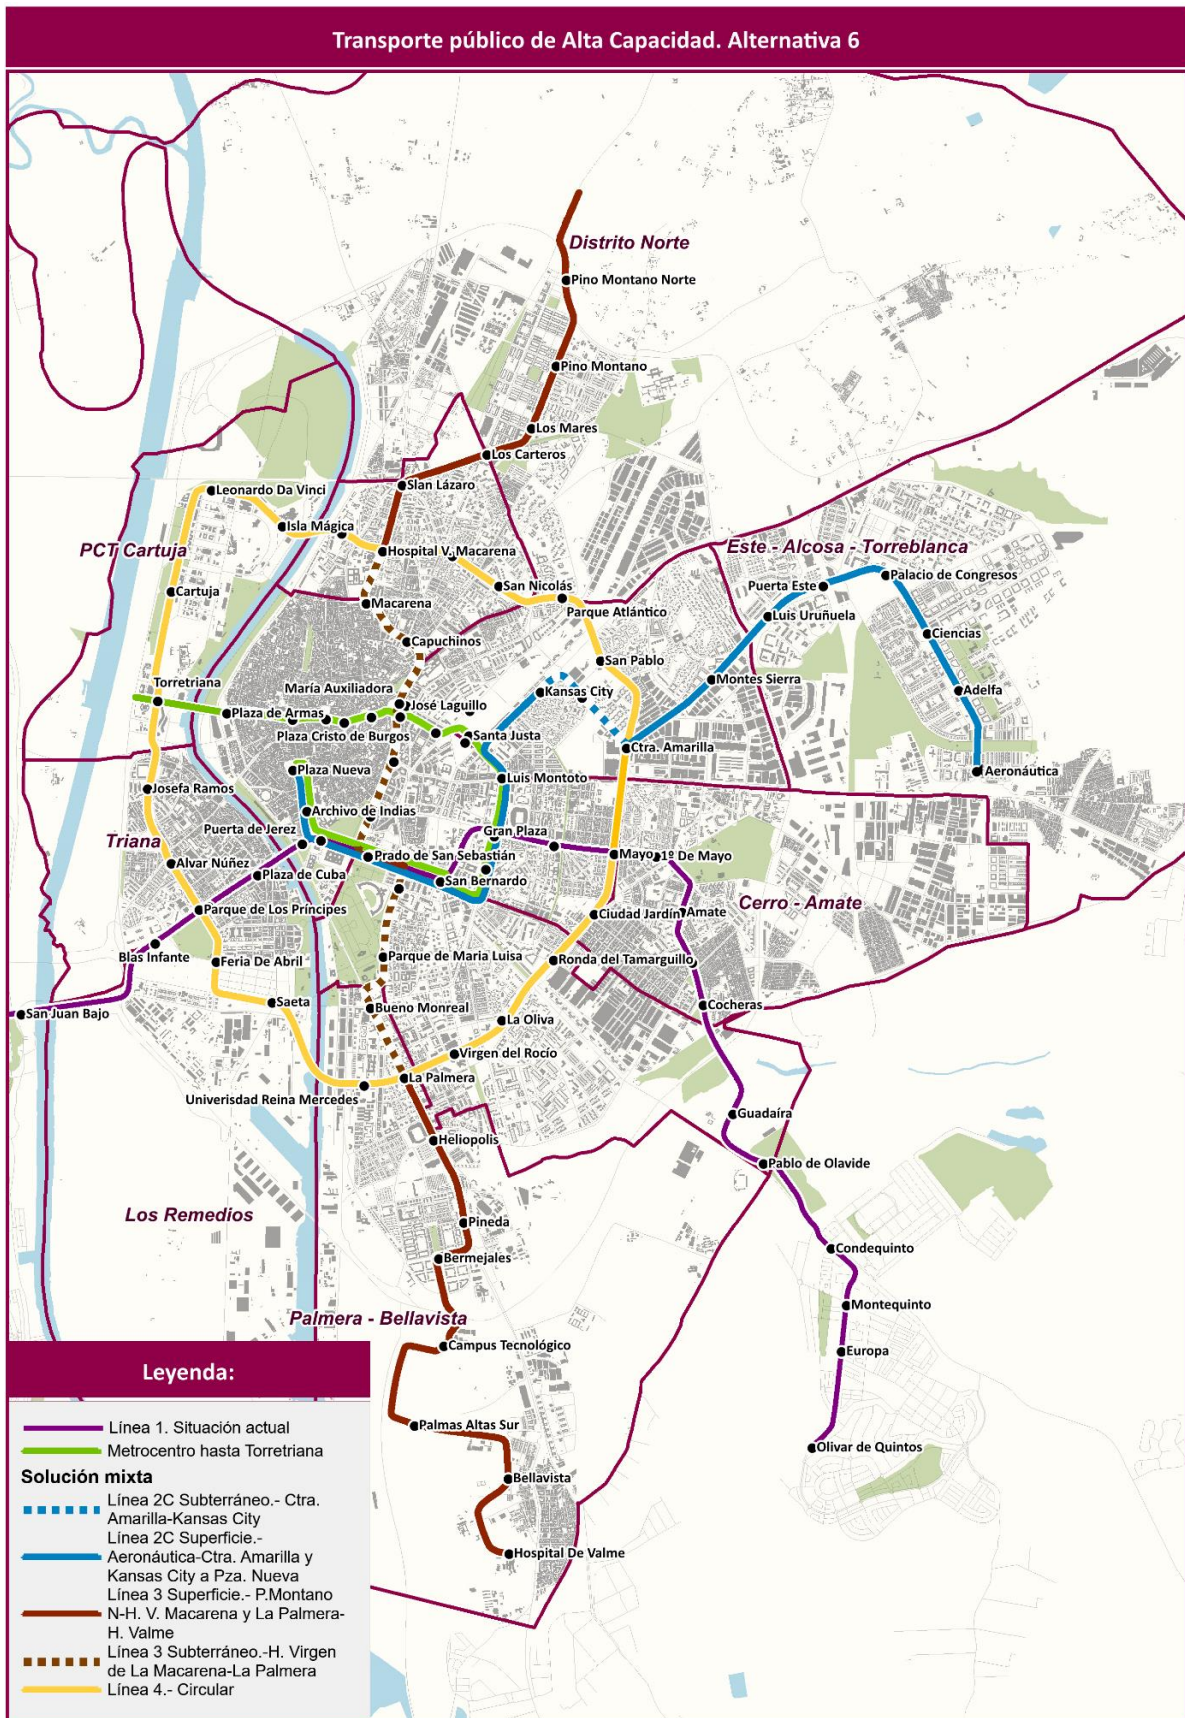 Transporte público de Alta Capacidad. Alternativa 6
Distrito Norte
Pino Montano Norte
Pino Montano
Los Mares
Los Carteros
Slan Lázaro
Leonardo Da Vinci
Isla Mágica
PCT Cartuja
Hospital V. Macarena
Este - Alcosa - Torreblanca
Palacio de Congresos
Puerta Este
San Nicolás
Cartuja
Macarena
Parque Atlántico
Luis Uruñuela
Ciencias
Capuchinos
San Pablo
Torretriana
María Auxiliadora
Kansas City
Montes Sierra
Adelfa
José Laguillo
Plaza de Armas
Plaza Cristo de Burgos
Santa Justa
Ctra. Amarilla
Plaza Nueva
Luis Montoto
Aeronáutica
Josefa Ramos
Archivo de Indias
Puerta de Jerez
Gran Plaza
Triana
Prado de San Sebastián
Mayo
1º De Mayo
Alvar Núñez
Plaza de Cuba
San Bernardo
Cerro - Amate
Parque de Los Príncipes
Ciudad Jardín
Amate
Blas Infante
Feria De Abril
Parque de Maria Luisa
Ronda del Tamarguillo
Saeta
Bueno Monreal
Cocheras
San Juan Bajo
La Oliva
Virgen del Rocío
La Palmera
Univerisdad Reina Mercedes
Guadaíra
Heliopolis
Pablo de Olavide
Los Remedios
Pineda
Bermejales
Condequinto
Montequinto
Palmera - Bellavista
Campus Tecnológico
Europa
Palmas Altas Sur
Olivar de Quintos
Bellavista
Hospital De Valme
Leyenda:
Línea 1. Situación actual
Metrocentro hasta Torretriana
Solución mixta
Línea 2C Subterráneo.- Ctra.
Amarilla-Kansas City
Línea 2C Superficie.-
Aeronáutica-Ctra. Amarilla y
Kansas City a Pza. Nueva
Línea 3 Superficie.- P.Montano
N-H. V. Macarena y La Palmera-
H. Valme
Línea 3 Subterráneo.-H. Virgen
de La Macarena-La Palmera
Línea 4.- Circular